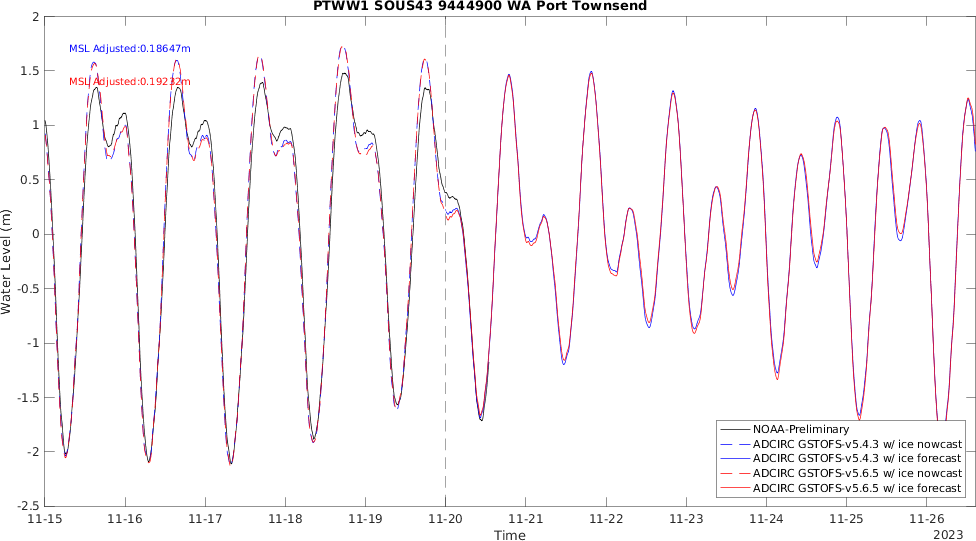 PTWW1 SOUS43 9444900 WA Port Townsend
2
1.5
1
0.5
0
-0.5
-1
-1.5
-2
-2.5
Water Level (m)
MSL Adjusted:0.18647m
MSL Adjusted:0.19232m
NOAA-Preliminary
ADCIRC GSTOFS-v5.4.3 w/ ice nowcast
ADCIRC GSTOFS-v5.4.3 w/ ice forecast
ADCIRC GSTOFS-v5.6.5 w/ ice nowcast
ADCIRC GSTOFS-v5.6.5 w/ ice forecast
11-15 11-16 11-17 11-18 11-19 11-20 11-21 11-22 11-23 11-24 11-25 11-26
Time
2023